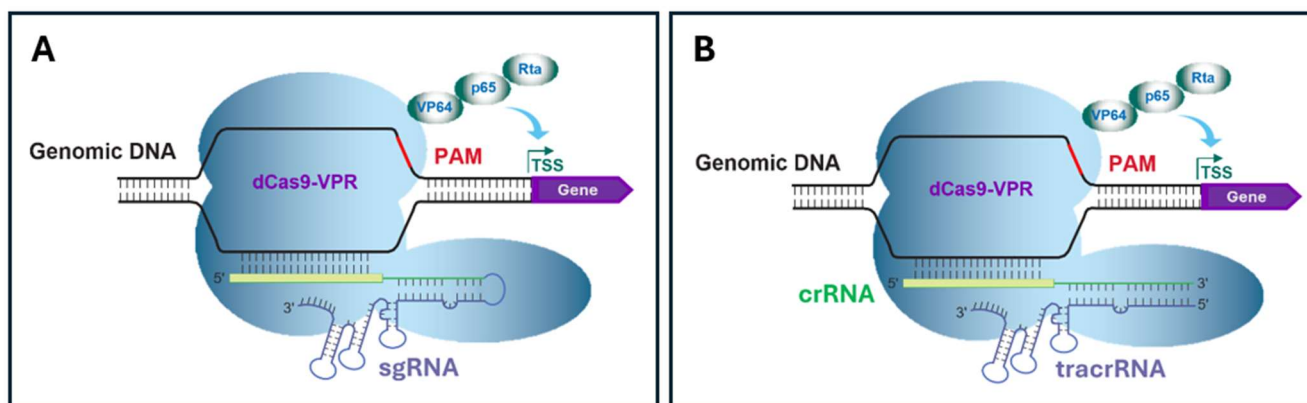 A
VP64
p65
Rta
Genomic DNA
PAM
TSS
dCas9-VPR
Gene
5'
3'
sgRNA
B
VP64
p65
Rta
Genomic DNA
PAM
TSS
dCas9-VPR
Gene
crRNA
5'
3'
3'
5'
tracrRNA